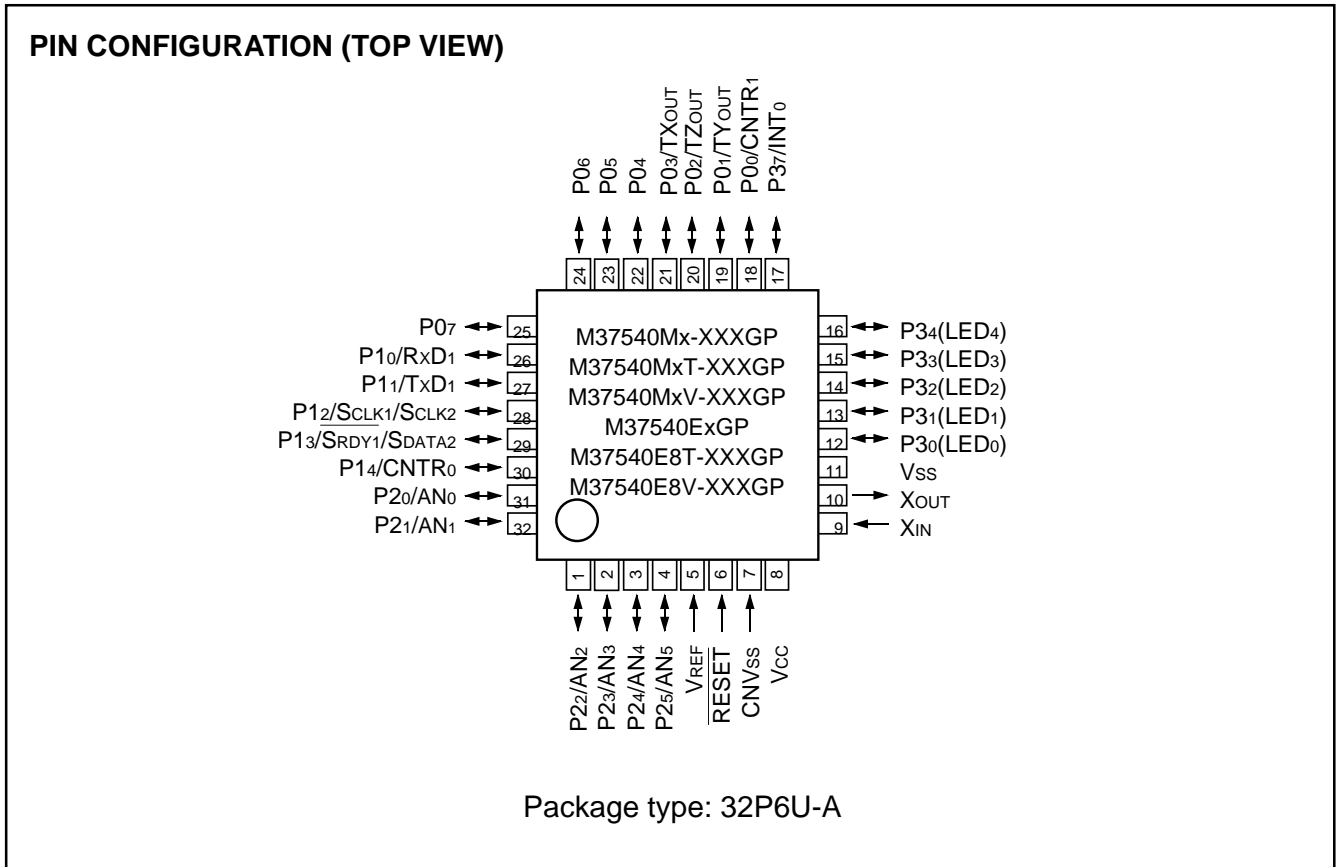 PIN CONFIGURATION (TOP VIEW)
P06
P05
P04
P03/TXOUT
P02/TZOUT
P01/TYOUT
P00/CNTR1
P37/INT0
24
23
22
21
20
19
18
17
P07
P10/RxD1
P11/TxD1
P12/SCLK1/SCLK2
P13/SRDY1/SDATA2
P14/CNTR0
P20/AN0
P21/AN1
25
26
27
28
29
30
31
32
M37540Mx-XXXGP
M37540MxT-XXXGP
M37540MxV-XXXGP
M37540ExGP
M37540E8T-XXXGP
M37540E8V-XXXGP
16
15
14
13
12
11
10
9
P34(LED4)
P33(LED3)
P32(LED2)
P31(LED1)
P30(LED0)
VSS
XOUT
XIN
1
2
3
4
5
6
7
8
P22/AN2
P23/AN3
P24/AN4
P25/AN5
VREF
RESET
CNVSS
VCC
Package type: 32P6U-A